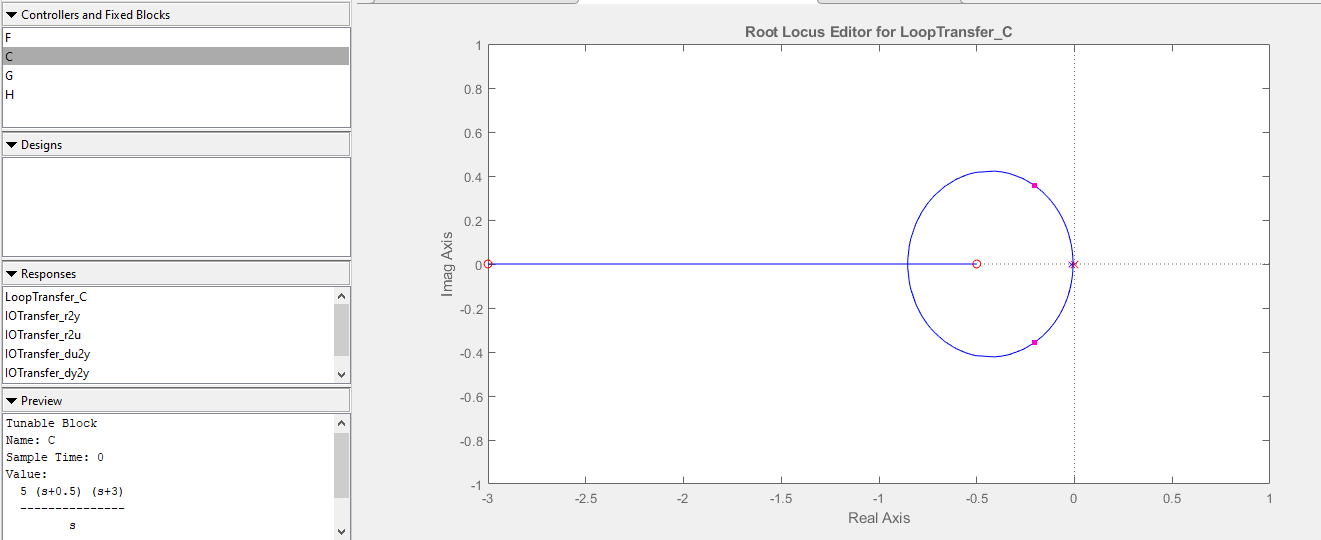 Controllers and Fixed Blocks
F
C
G
H
Designs
Responses
LoopTransfer_C
IOTransfer_r2y
IOTransfer_r2u
IOTransfer_du2y
IOTransfer_dy2y
Preview
Tunable Block
Name: C
Sample Time: 0
Value:
5 (s+0.5) (s+3)
---------------
s
Root Locus Editor for LoopTransfer_C
1
0.8
0.6
0.4
0.2
0
-0.2
-0.4
-0.6
-0.8
-1
Imag Axis
-3 -2.5 -2 -1.5 -1 -0.5 0 0.5 1
Real Axis